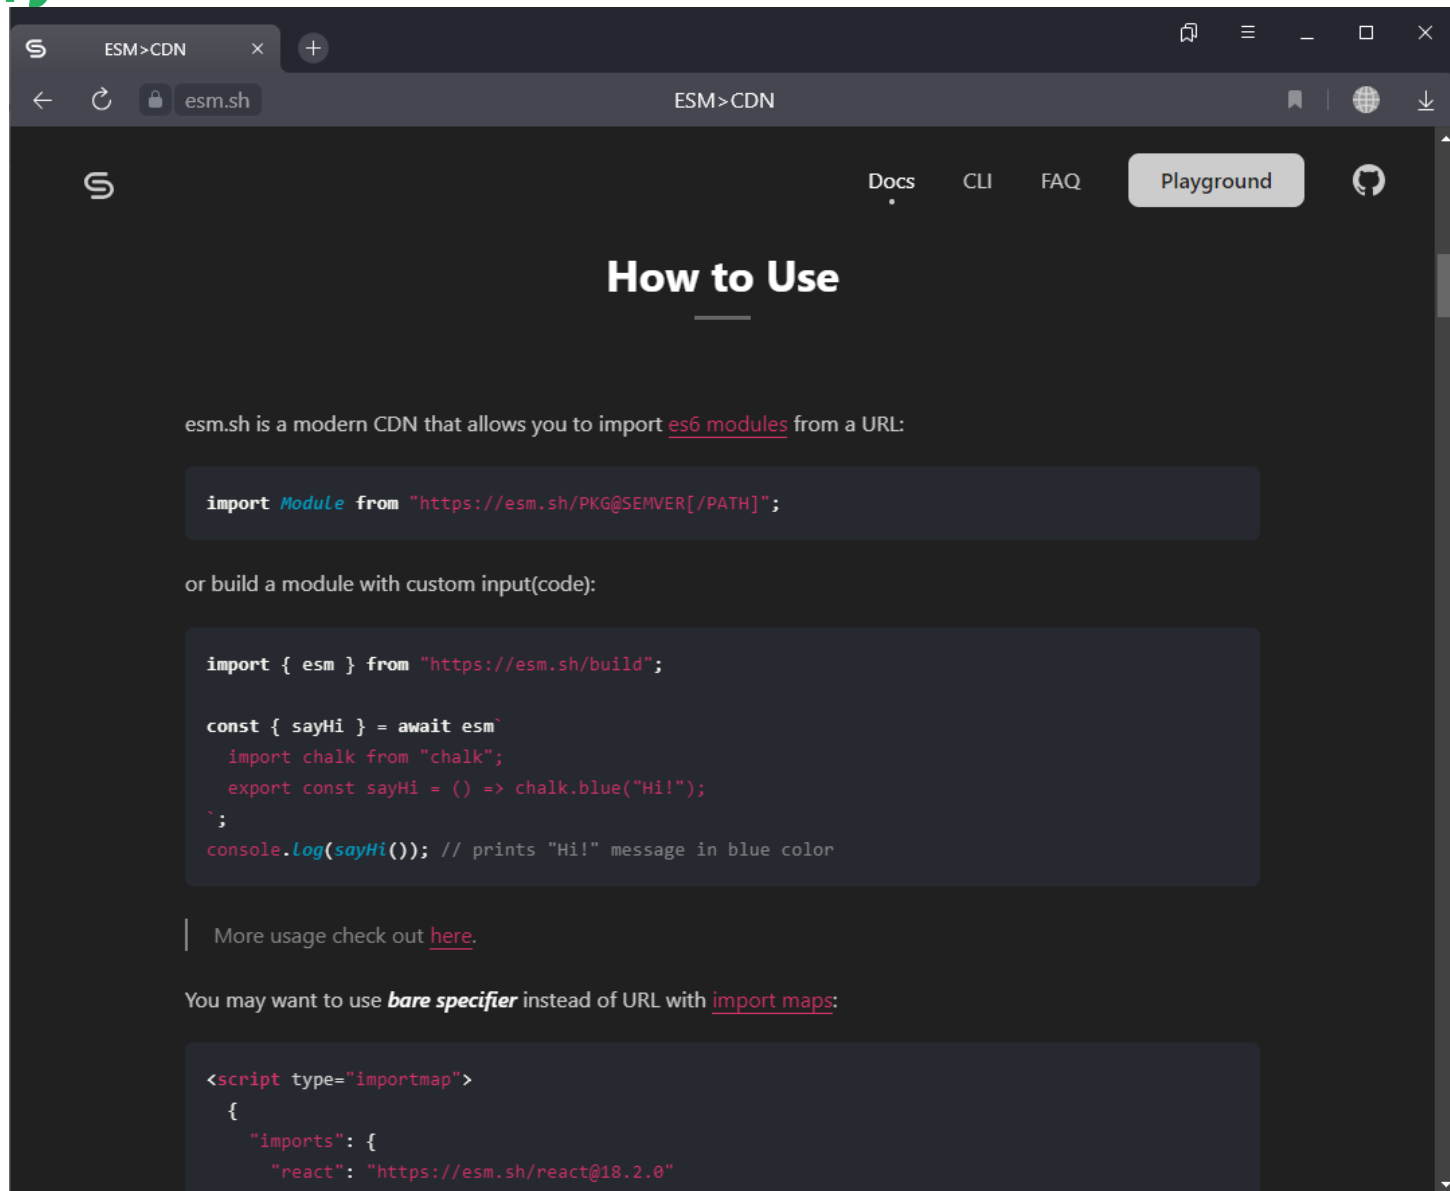 ESM>CDN
esm.sh
ESM>CDN
Docs CLI FAQ Playground
How to Use
esm.sh is a modern CDN that allows you to import es6 modules from a URL:
import Module from "https://esm.sh/PKG@SEMVER[/PATH]";
or build a module with custom input(code):
import { esm } from "https://esm.sh/build";
const { sayHi } = await esm`
import chalk from "chalk";
export const sayHi = () => chalk.blue("Hi!");
`;
console.log(sayHi()); // prints "Hi!" message in blue color
More usage check out here.
You may want to use bare specifier instead of URL with import maps:
<script type="importmap">
{
"imports": {
"react": "https://esm.sh/react@18.2.0"